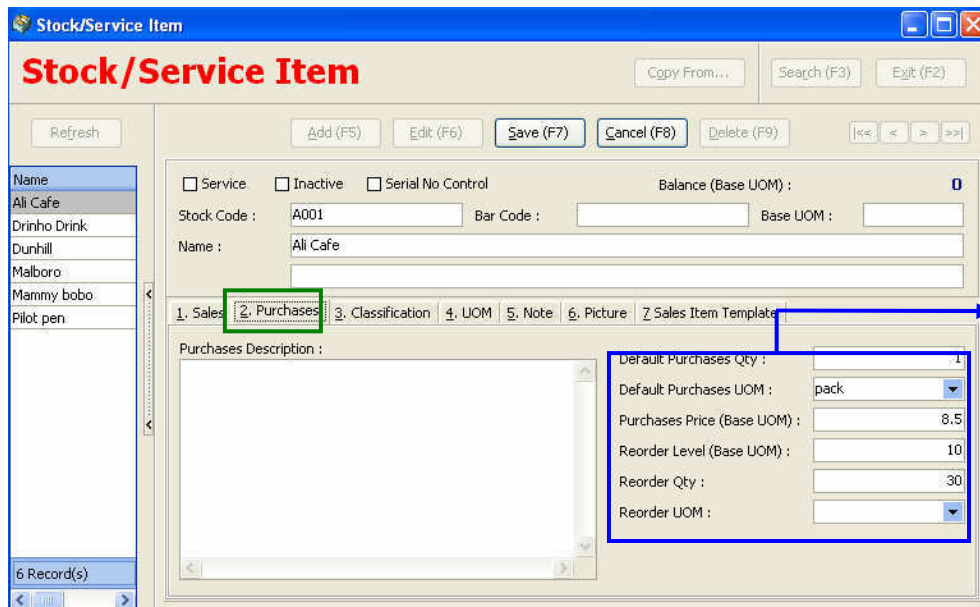 Stock/Service Item
Stock/Service Item
Copy From...
Search (F3)
Exit (F2)
Refresh
Add (F5)
Edit (F6)
Save (F7)
Cancel (F8)
Delete (F9)
|<< < > >>|
Name
Ali Cafe
Drinho Drink
Dunhill
Malboro
Mammy bobo
Pilot pen
6 Record(s)
Service
Inactive
Serial No Control
Balance (Base UOM) : 0
Stock Code : A001 Bar Code : Base UOM :
Name : Ali Cafe
1. Sales 2. Purchases 3. Classification 4. UOM 5. Note 6. Picture 7 Sales Item Template
Purchases Description :
Default Purchases Qty : 1
Default Purchases UOM : pack
Purchases Price (Base UOM) : 8.5
Reorder Level (Base UOM) : 10
Reorder Qty : 30
Reorder UOM :